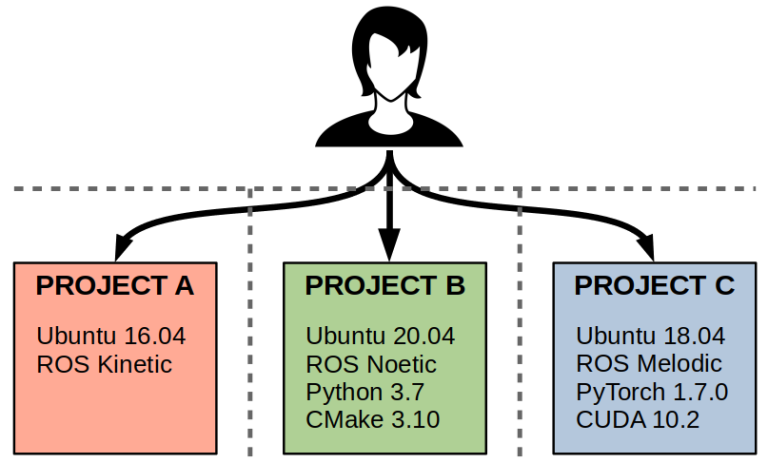 PROJECT A
Ubuntu 16.04
ROS Kinetic
PROJECT B
Ubuntu 20.04
ROS Noetic
Python 3.7
CMake 3.10
PROJECT C
Ubuntu 18.04
ROS Melodic
PyTorch 1.7.0
CUDA 10.2